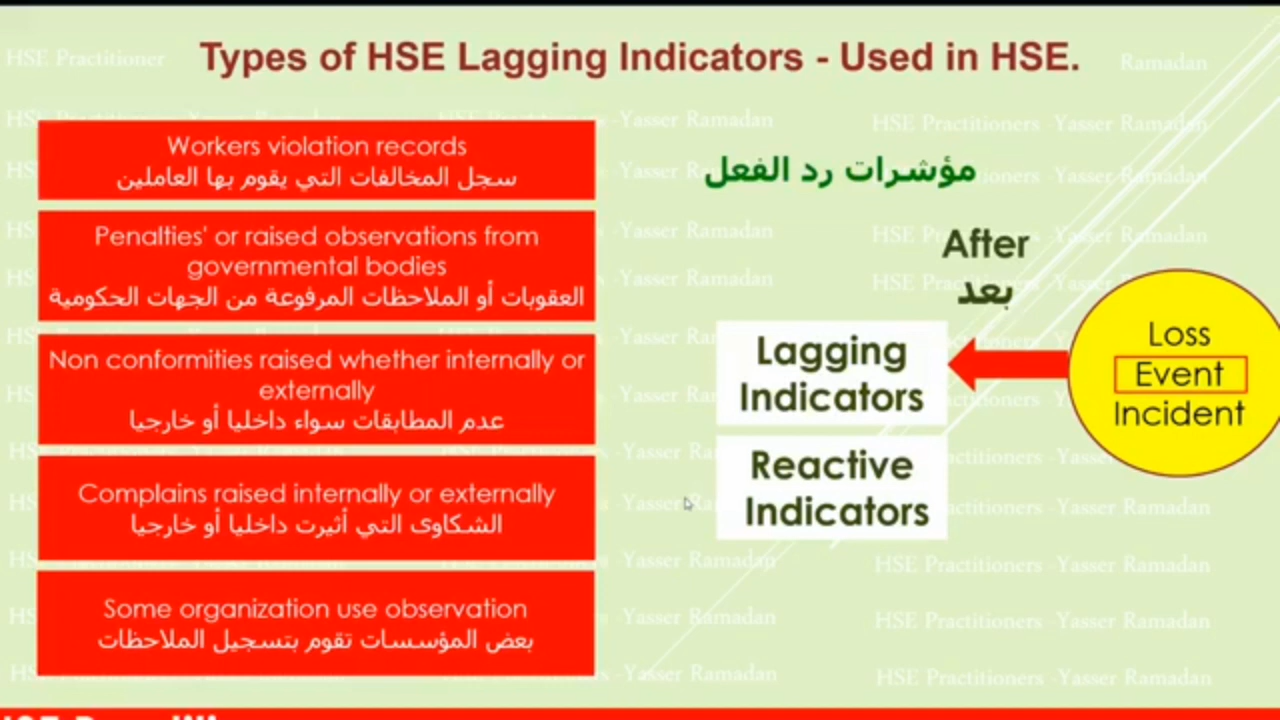 Types of HSE Lagging Indicators - Used in HSE.
Workers violation records
سجل المخالفات التي يقوم بها العاملين
Penalties' or raised observations from
governmental bodies
العقوبات أو الملاحظات المرفوعة من الجهات الحكومية
Non conformities raised whether internally or
externally
عدم المطابقات سواء داخليا أو خارجيا
Complains raised internally or externally
الشكاوى التي أثيرت داخليا أو خارجيا
Some organization use observation
بعض المؤسسات تقوم بتسجيل الملاحظات
مؤشرات رد الفعل
After
بعد
Lagging
Indicators
Reactive
Indicators
Loss
Event
Incident
HSE Practitioner
Ramadan
HSE Practitioners -Yasser Ramadan